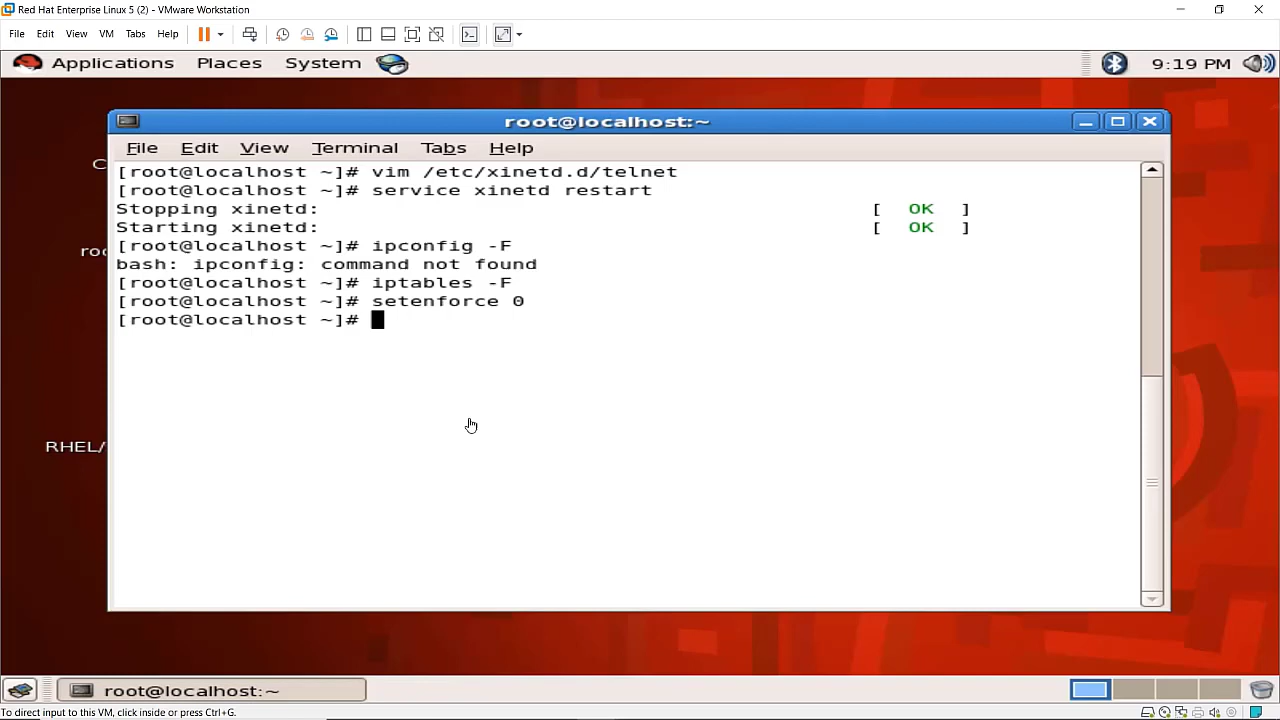 Red Hat Enterprise Linux 5 (2) - VMware Workstation
File Edit View VM Tabs Help
Applications Places System 9:19 PM
root@localhost:~
File Edit View Terminal Tabs Help
[root@localhost ~]# vim /etc/xinetd.d/telnet
[root@localhost ~]# service xinetd restart
Stopping xinetd: [ OK ]
Starting xinetd: [ OK ]
[root@localhost ~]# ipconfig -F
bash: ipconfig: command not found
[root@localhost ~]# iptables -F
[root@localhost ~]# setenforce 0
[root@localhost ~]#
C
roo
RHEL/
root@localhost:~
To direct input to this VM, click inside or press Ctrl+G.